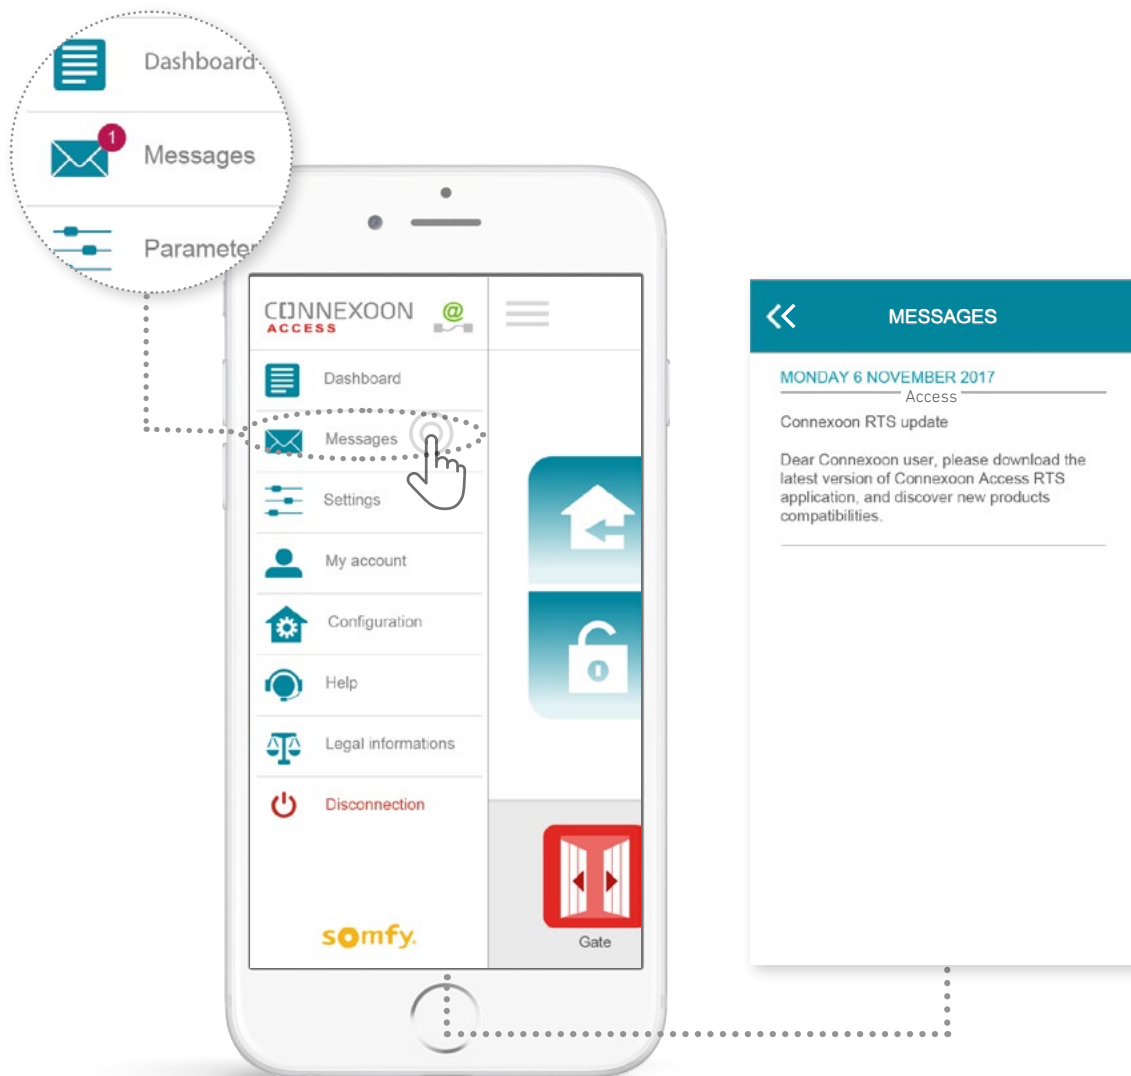 Dashboard
1
Messages
Parameter
CONNEXOON
ACCESS
@
Dashboard
Messages
Settings
My account
Configuration
Help
Legal informations
Disconnection
somfy.
Gate
MESSAGES
MONDAY 6 NOVEMBER 2017
Access
Connexoon RTS update
Dear Connexoon user, please download the
latest version of Connexoon Access RTS
application, and discover new products
compatibilities.